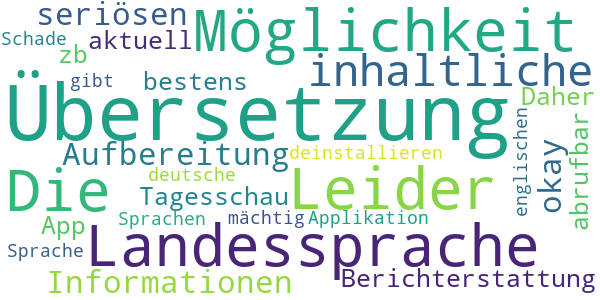 seriösen Möglichkeit
Schade aktuell
zb gibt bestens inhaltliche
Übersetzung Daher
Aufbereitung deinstallieren
Die deutsche Leider
Tagesschau
App Sprachen mächtig Applikation
Sprache Landessprache
Informationen Berichterstattung
englischen
okay
abrufbar